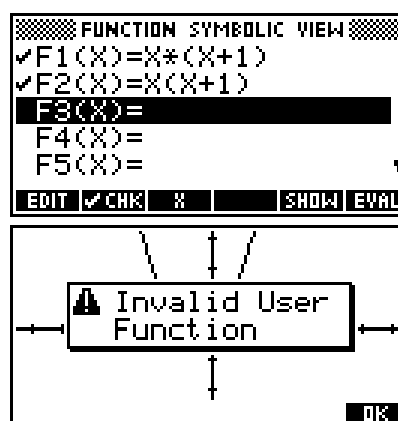 FUNCTION SYMBOLIC VIEW
✔F1(X)=X*(X+1)
✔F2(X)=X(X+1)
F3(X)=
F4(X)=
F5(X)=
EDIT ✔CHK X SHOW EVAL
Invalid User
Function
OK